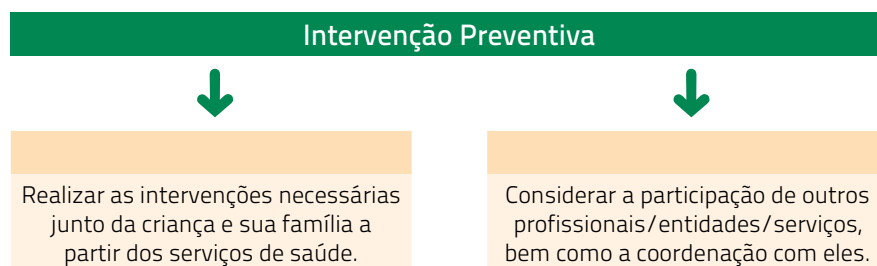 Intervenção Preventiva
Realizar as intervenções necessárias
junto da criança e sua família a
partir dos serviços de saúde.
Considerar a participação de outros
profissionais/entidades/serviços,
bem como a coordenação com eles.